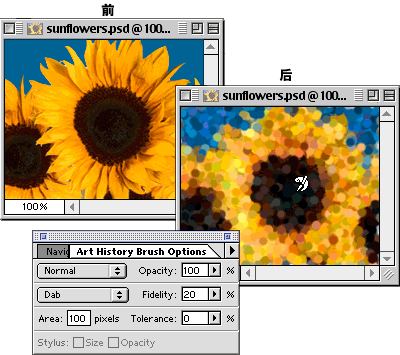 前
sunflowers.psd @ 100...
100%
后
sunflowers.psd @ 100...
Art History Brush Options
Normal Opacity: 100 %
Dab Fidelity: 20 %
Area: 100 pixels Tolerance: 0 %
Stylus: Size Opacity